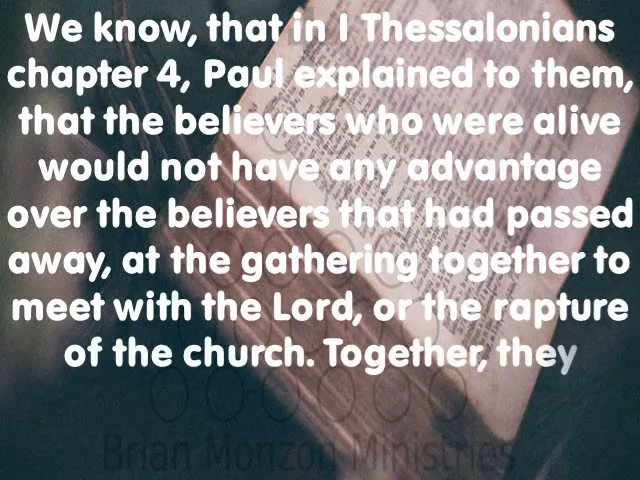 We know, that in I Thessalonians
chapter 4, Paul explained to them,
that the believers who were alive
would not have any advantage
over the believers that had passed
away, at the gathering together to
meet with the Lord, or the rapture
of the church. Together, they
Brian Monzon Ministries